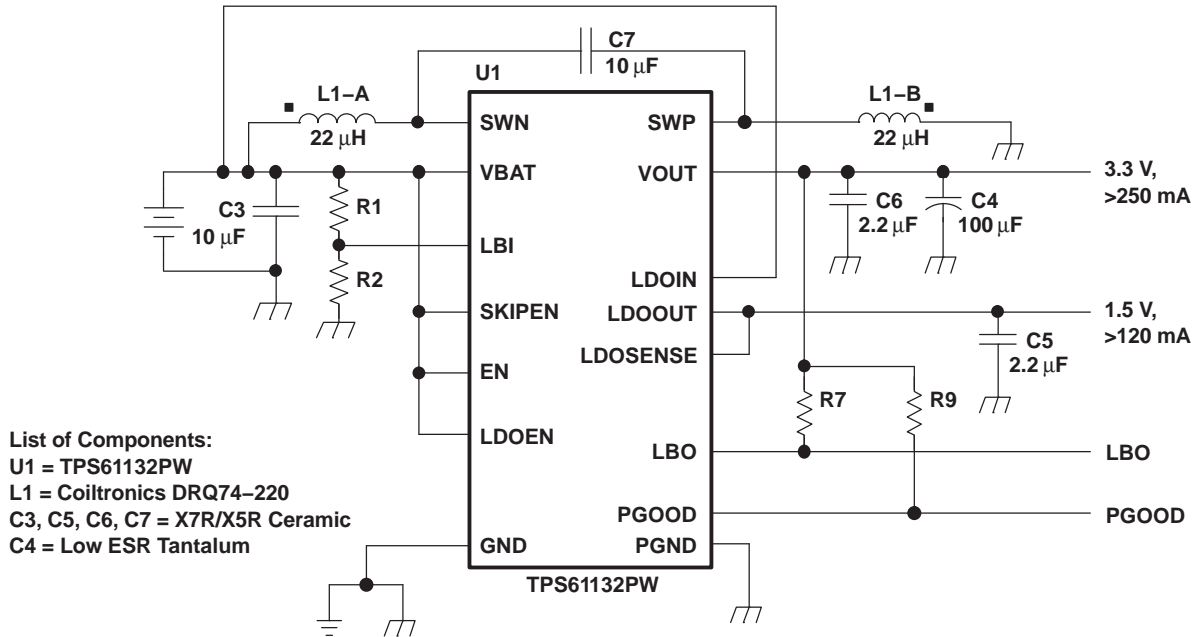 C7
10 µF
U1
L1–A
22 µH
L1–B
22 µH
SWN
SWP
VBAT
VOUT
3.3 V,
>250 mA
C3
10 µF
R1
C6
2.2 µF
C4
100 µF
LBI
R2
LDOIN
SKIPEN
LDOOUT
1.5 V,
>120 mA
LDOSENSE
C5
2.2 µF
EN
R7
R9
LDOEN
LBO
LBO
List of Components:
U1 = TPS61132PW
L1 = Coiltronics DRQ74–220
C3, C5, C6, C7 = X7R/X5R Ceramic
C4 = Low ESR Tantalum
PGOOD
PGOOD
GND
PGND
TPS61132PW